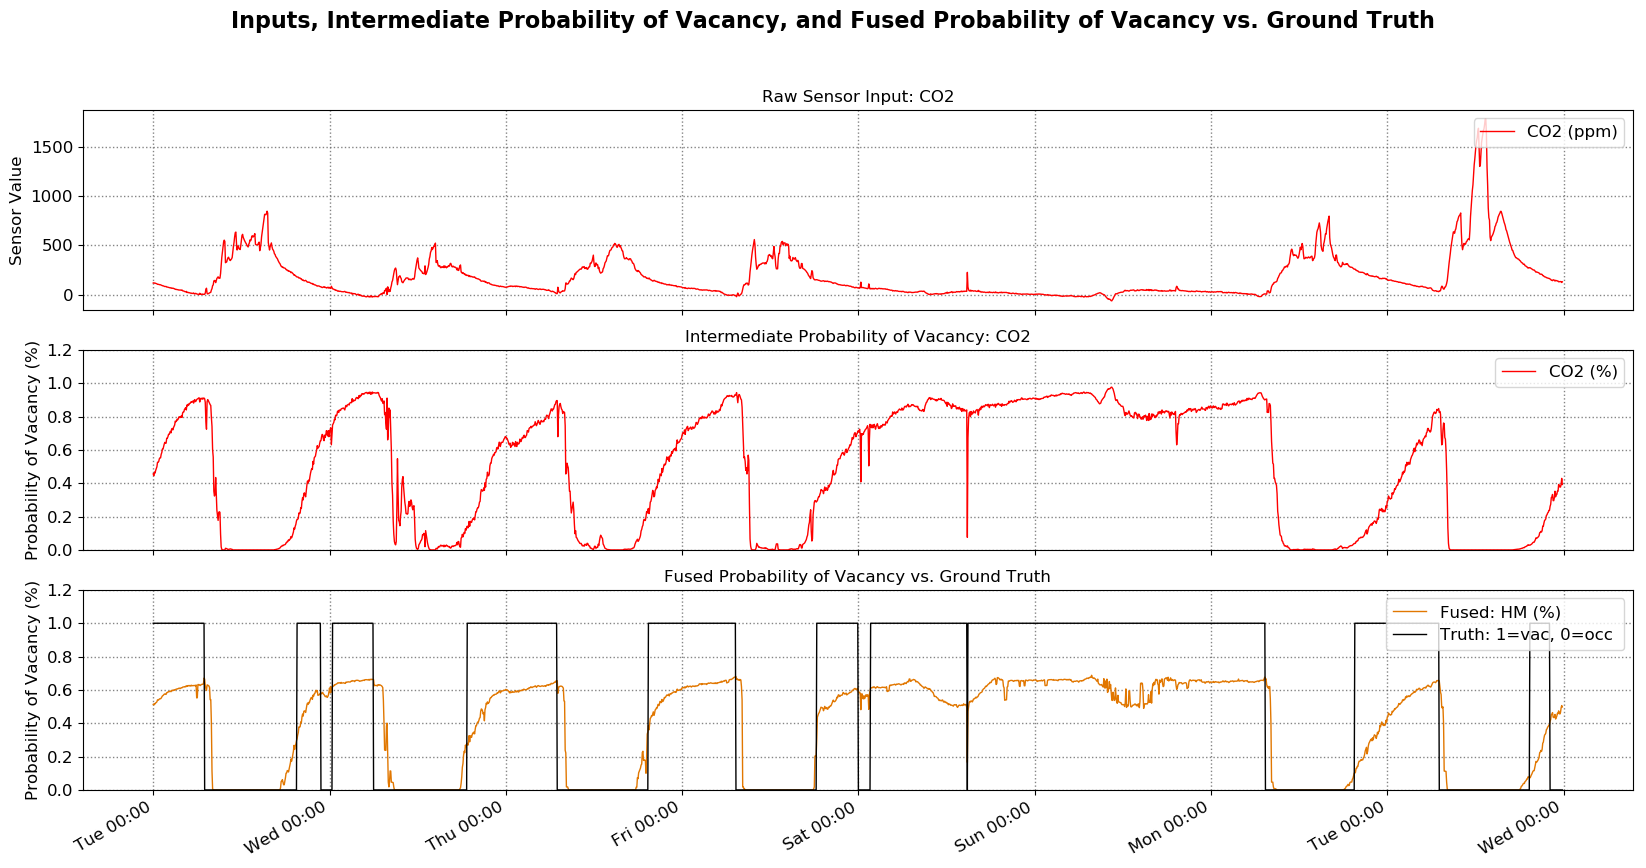 Inputs, Intermediate Probability of Vacancy, and Fused Probability of Vacancy vs. Ground Truth
Raw Sensor Input: CO2
Sensor Value
1500
1000
500
0
CO2 (ppm)
Intermediate Probability of Vacancy: CO2
Probability of Vacancy (%)
1.2
1.0
0.8
0.6
0.4
0.2
0.0
CO2 (%)
Fused Probability of Vacancy vs. Ground Truth
Probability of Vacancy (%)
1.2
1.0
0.8
0.6
0.4
0.2
0.0
Fused: HM (%)
Truth: 1=vac, 0=occ
Tue 00:00
Wed 00:00
Thu 00:00
Fri 00:00
Sat 00:00
Sun 00:00
Mon 00:00
Tue 00:00
Wed 00:00